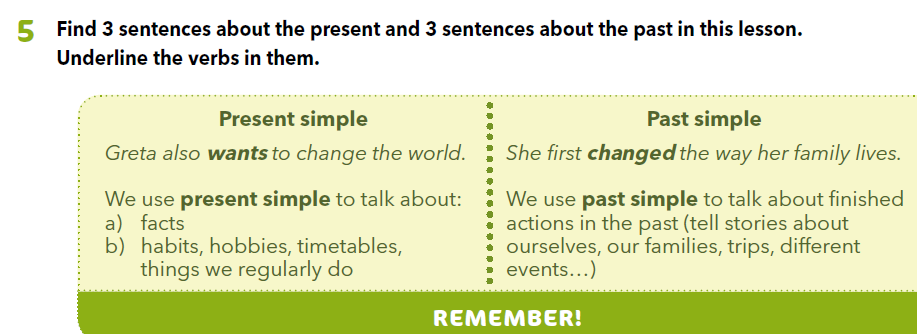 5 Find 3 sentences about the present and 3 sentences about the past in this lesson.
Underline the verbs in them.
Present simple
Greta also wants to change the world.
We use present simple to talk about:
a) facts
b) habits, hobbies, timetables,
things we regularly do
Past simple
She first changed the way her family lives.
We use past simple to talk about finished
actions in the past (tell stories about
ourselves, our families, trips, different
events...)
REMEMBER!